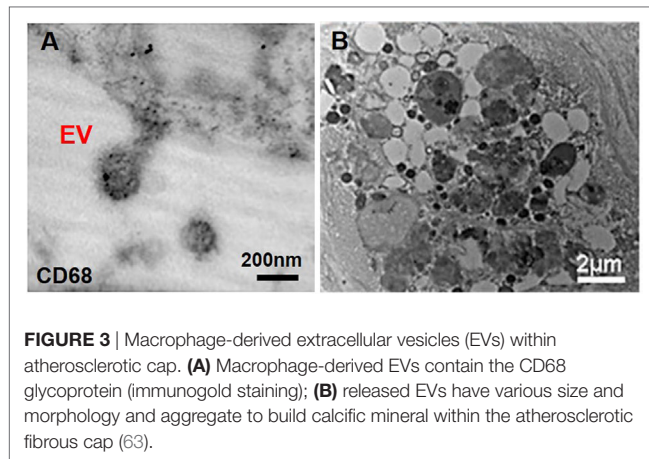 A
B
EV
CD68
200nm
2µm
FIGURE 3 | Macrophage-derived extracellular vesicles (EVs) within
atherosclerotic cap. (A) Macrophage-derived EVs contain the CD68
glycoprotein (immunogold staining); (B) released EVs have various size and
morphology and aggregate to build calcific mineral within the atherosclerotic
fibrous cap (63).